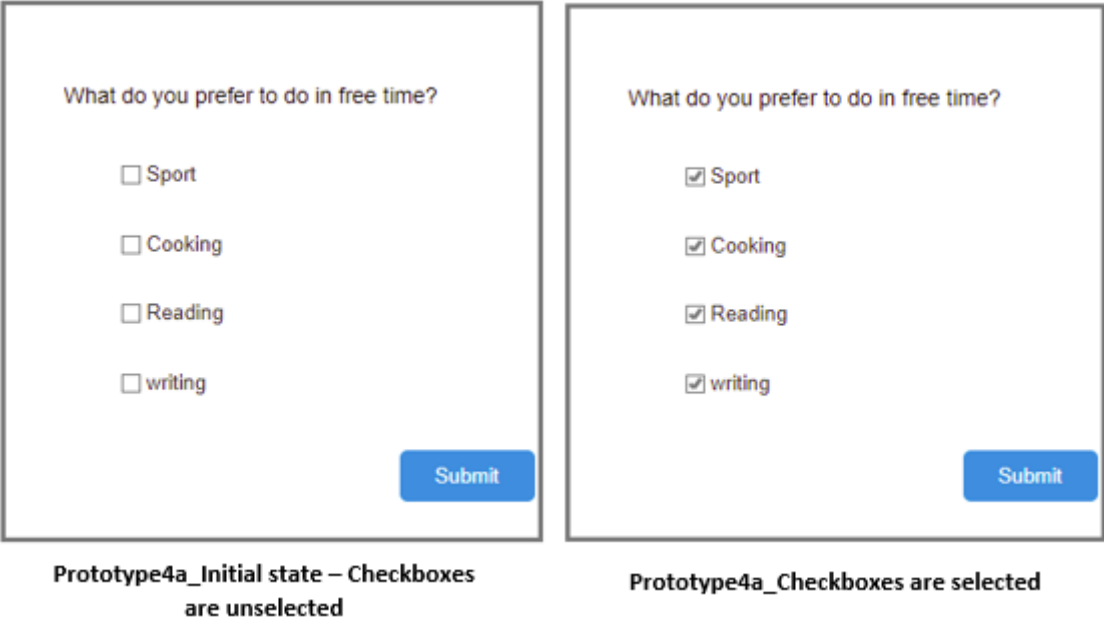 What do you prefer to do in free time?
Sport
Cooking
Reading
writing
Submit
Prototype4a_Initial state – Checkboxes
are unselected
What do you prefer to do in free time?
Sport
Cooking
Reading
writing
Submit
Prototype4a_Checkboxes are selected